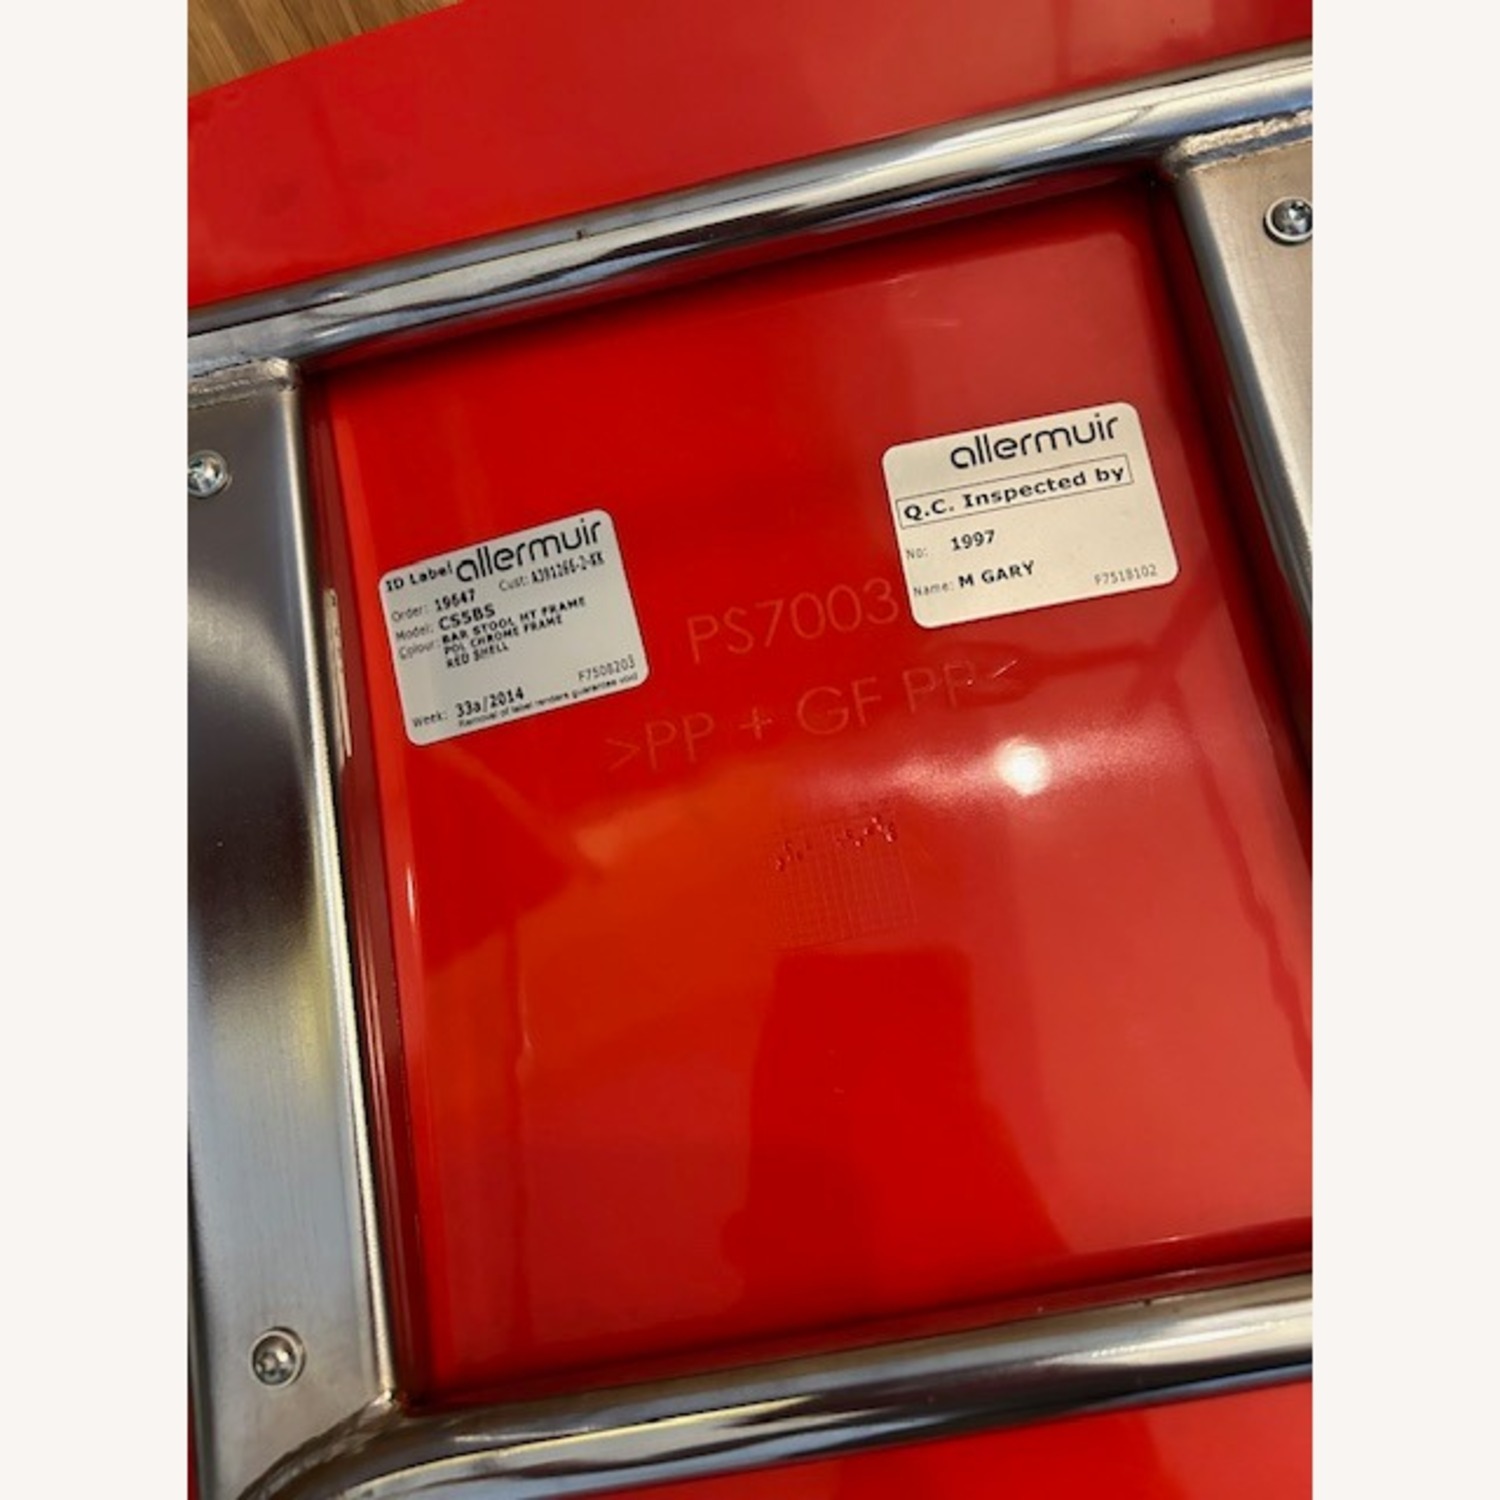 ID Label allermuir
Order: 19647 Cust: A391266-2-KK
Model: CS5BS
Colour: BAR STOOL HT FRAME
POL CHROME FRAME
RED SHELL
F7508203
Week: 33a/2014
Removal of label renders guarantee void
allermuir
Q.C. Inspected by
No: 1997
Name: M GARY
F7518102
PS7003
>PP + GF PP<